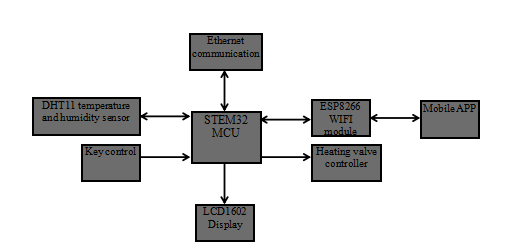 Ethernet
communication
DHT11 temperature
and humidity sensor
STEM32
MCU
ESP8266
WIFI
module
Mobile APP
Key control
Heating valve
controller
LCD1602
Display